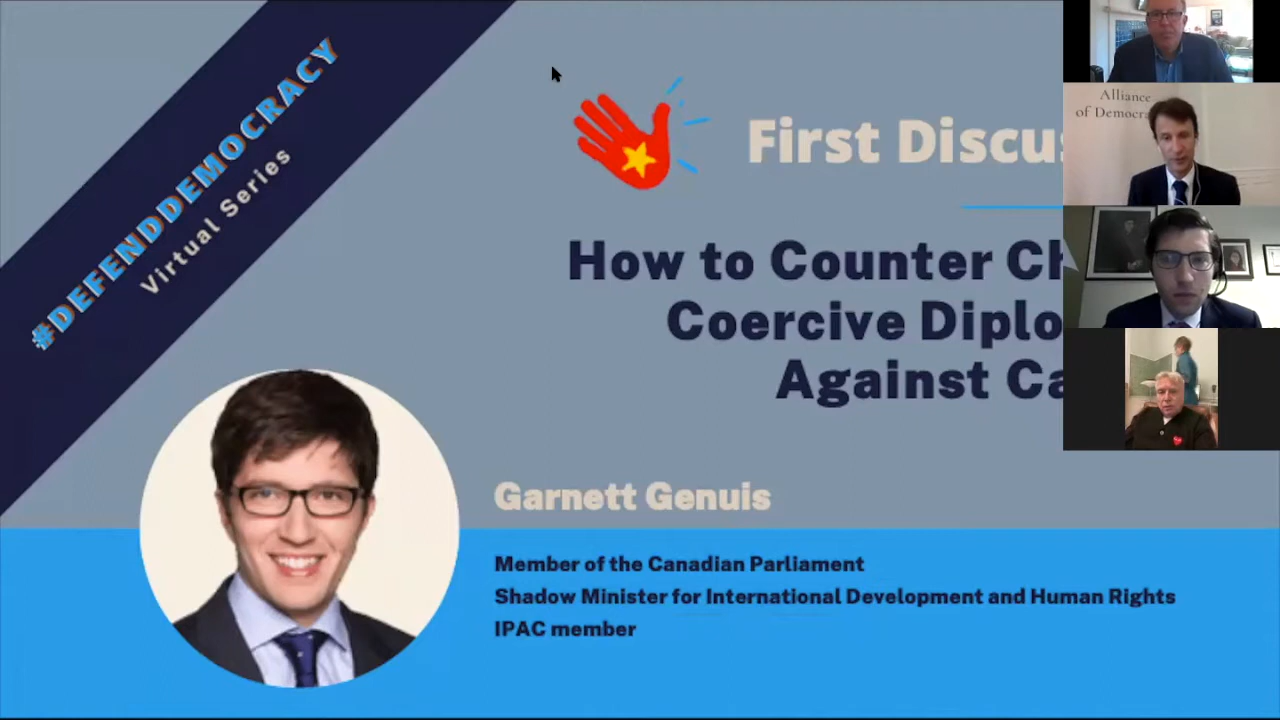 #DEFENDDEMOCRACY
Virtual Series
First Discu
How to Counter Ch
Coercive Diplo
Against Ca
Garnett Genuis
Member of the Canadian Parliament
Shadow Minister for International Development and Human Rights
IPAC member
Alliance
of Democra